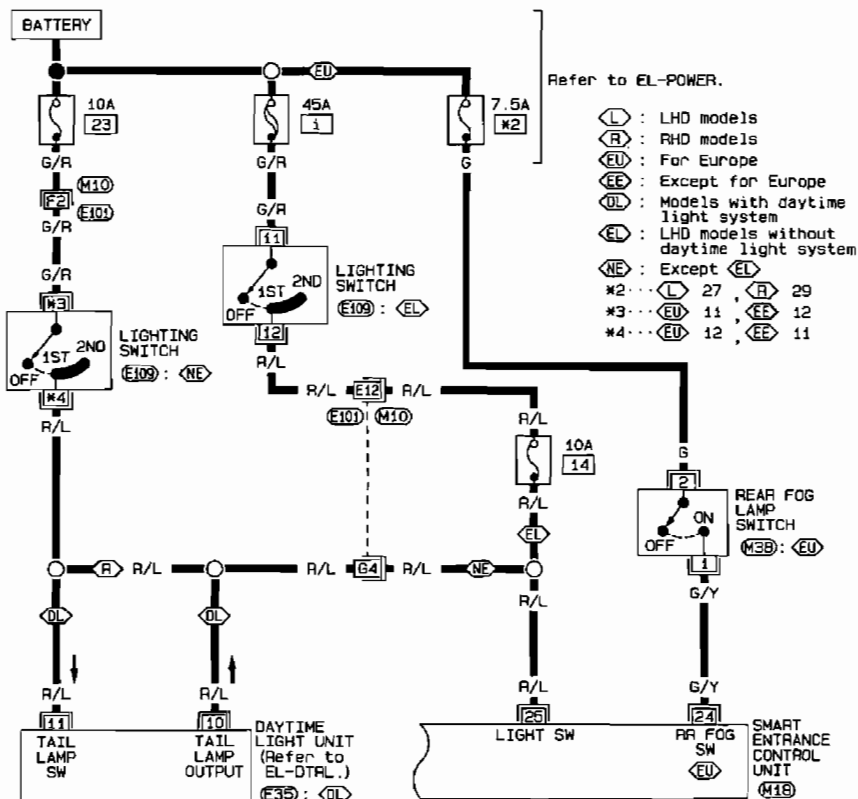 BATTERY
EU
Refer to EL-POWER.
10A
23
45A
i
7.5A
*2
G/R
G/R
G
L : LHD models
R : RHD models
EU : For Europe
EE : Except for Europe
DL : Models with daytime
light system
EL : LHD models without
daytime light system
NE : Except EL
*2··· L 27 , R 29
*3··· EU 11 , EE 12
*4··· EU 12 , EE 11
F2
M10
E101
G/R
G/R
G/R
11
1ST
2ND
OFF
LIGHTING
SWITCH
E109 : EL
12
R/L
*3
1ST
2ND
OFF
LIGHTING
SWITCH
E109 : NE
*4
R/L
R/L
E12
R/L
E101
M10
R/L
10A
14
R/L
EL
G
2
ON
OFF
REAR FOG
LAMP
SWITCH
M38 : EU
1
G/Y
R
R/L
R/L
G4
R/L
NE
DL
DL
R/L
R/L
R/L
R/L
G/Y
11
TAIL
LAMP
SW
10
TAIL
LAMP
OUTPUT
DAYTIME
LIGHT UNIT
(Refer to
EL-DTRL.)
E35 : DL
25
LIGHT SW
24
RR FOG
SW
EU
SMART
ENTRANCE
CONTROL
UNIT
M18